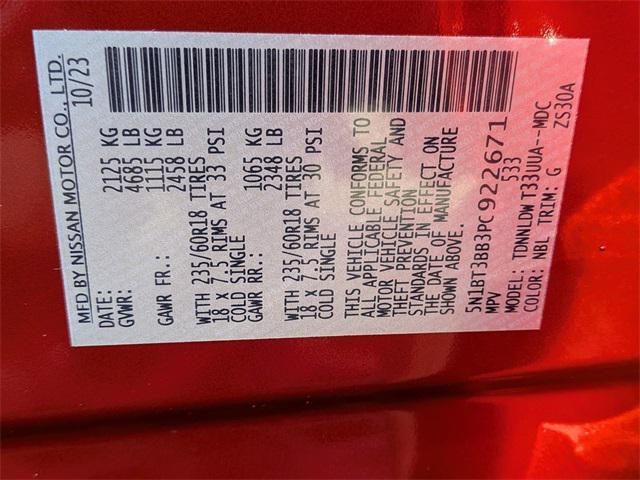 MFD BY NISSAN MOTOR CO., LTD.
DATE: 10/23
GVWR: 2125 KG
4685 LB
GAWR FR.: 1115 KG
2458 LB
WITH 235/60R18 TIRES
18 X 7.5 RIMS AT 33 PSI
COLD SINGLE
GAWR RR.: 1065 KG
2348 LB
WITH 235/60R18 TIRES
18 X 7.5 RIMS AT 30 PSI
COLD SINGLE
THIS VEHICLE CONFORMS TO
ALL APPLICABLE FEDERAL
MOTOR VEHICLE SAFETY AND
THEFT PREVENTION
STANDARDS IN EFFECT ON
THE DATE OF MANUFACTURE
SHOWN ABOVE.
5N1BT3BB3PC922671
MPV 533
MODEL: TDNNLDWT33UUA--MDC
COLOR: NBL TRIM: G ZS30A